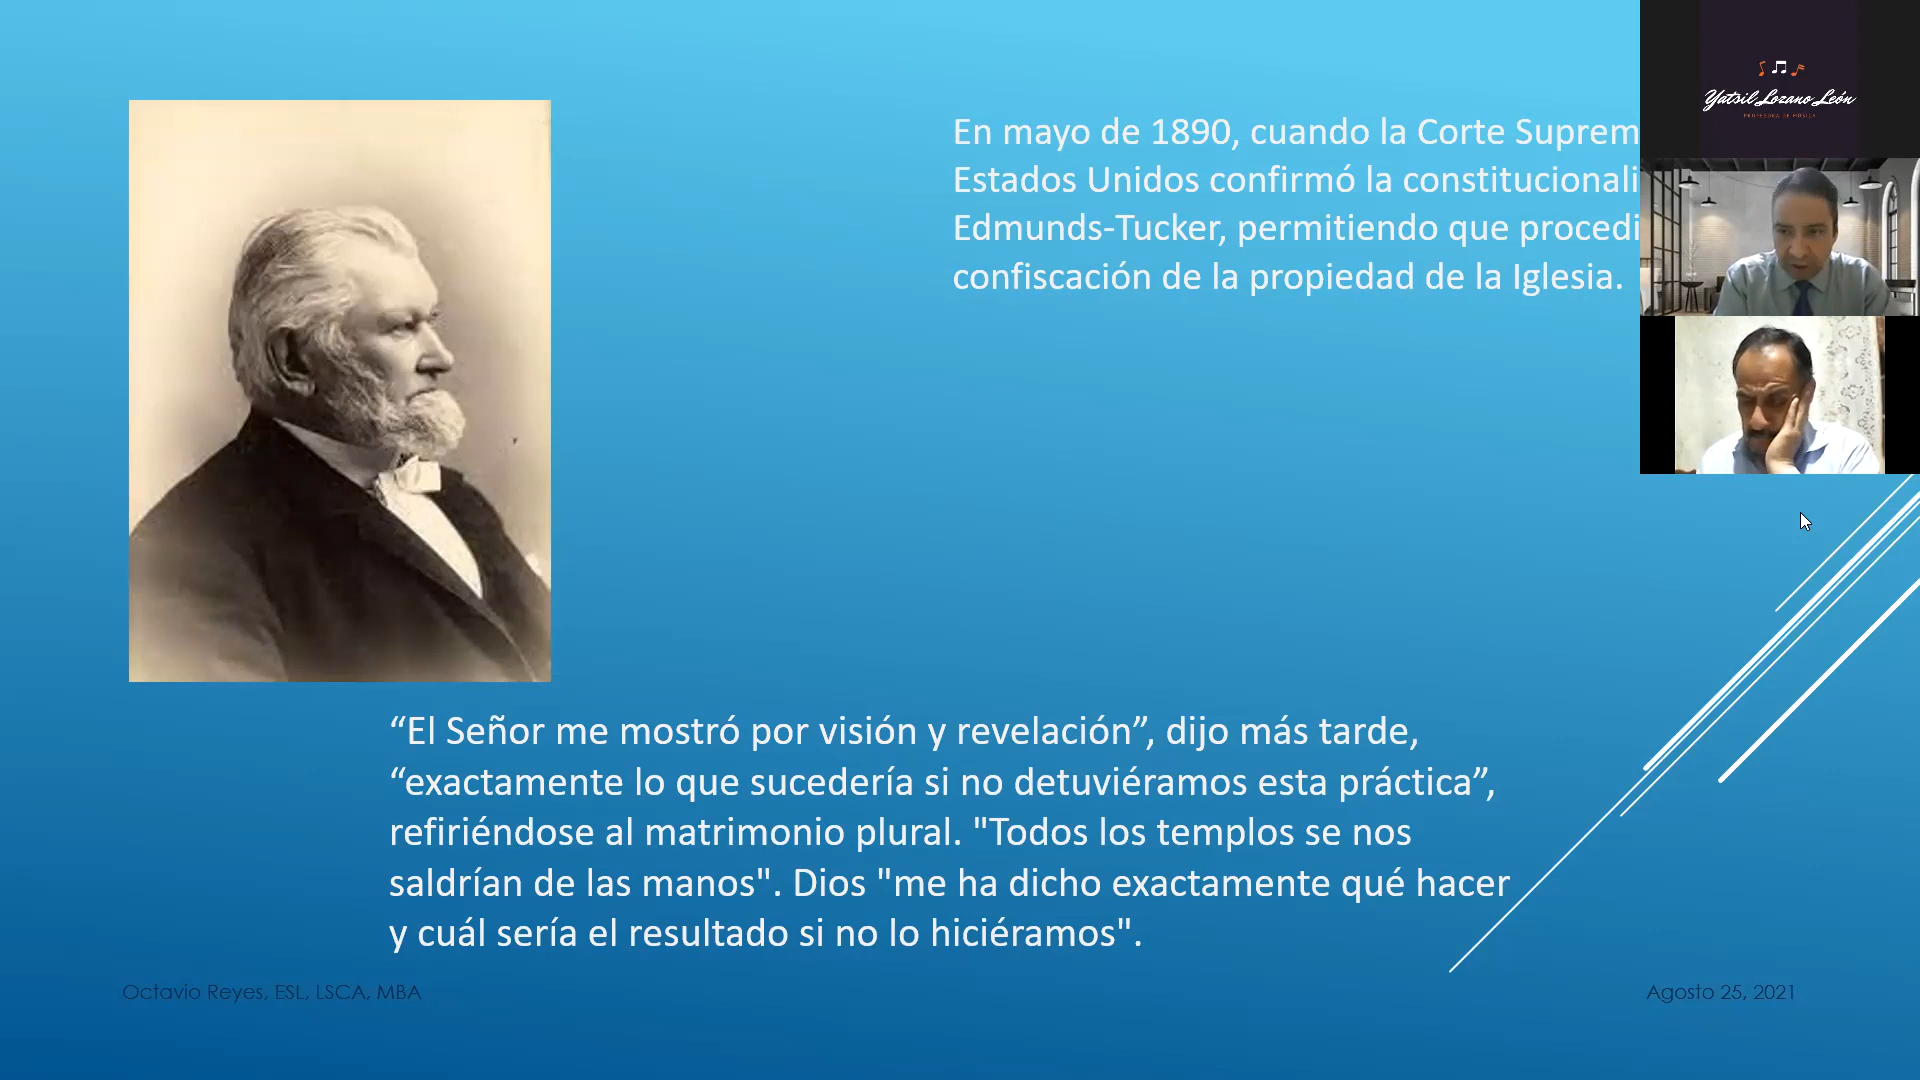 En mayo de 1890, cuando la Corte Suprem
Estados Unidos confirmó la constitucionali
Edmunds-Tucker, permitiendo que procedi
confiscación de la propiedad de la Iglesia.
Yatsil Lozano León
PROFESORA DE MÚSICA
“El Señor me mostró por visión y revelación”, dijo más tarde,
“exactamente lo que sucedería si no detuviéramos esta práctica”,
refiriéndose al matrimonio plural. "Todos los templos se nos
saldrían de las manos". Dios "me ha dicho exactamente qué hacer
y cuál sería el resultado si no lo hiciéramos".
Octavio Reyes, ESL, LSCA, MBA
Agosto 25, 2021